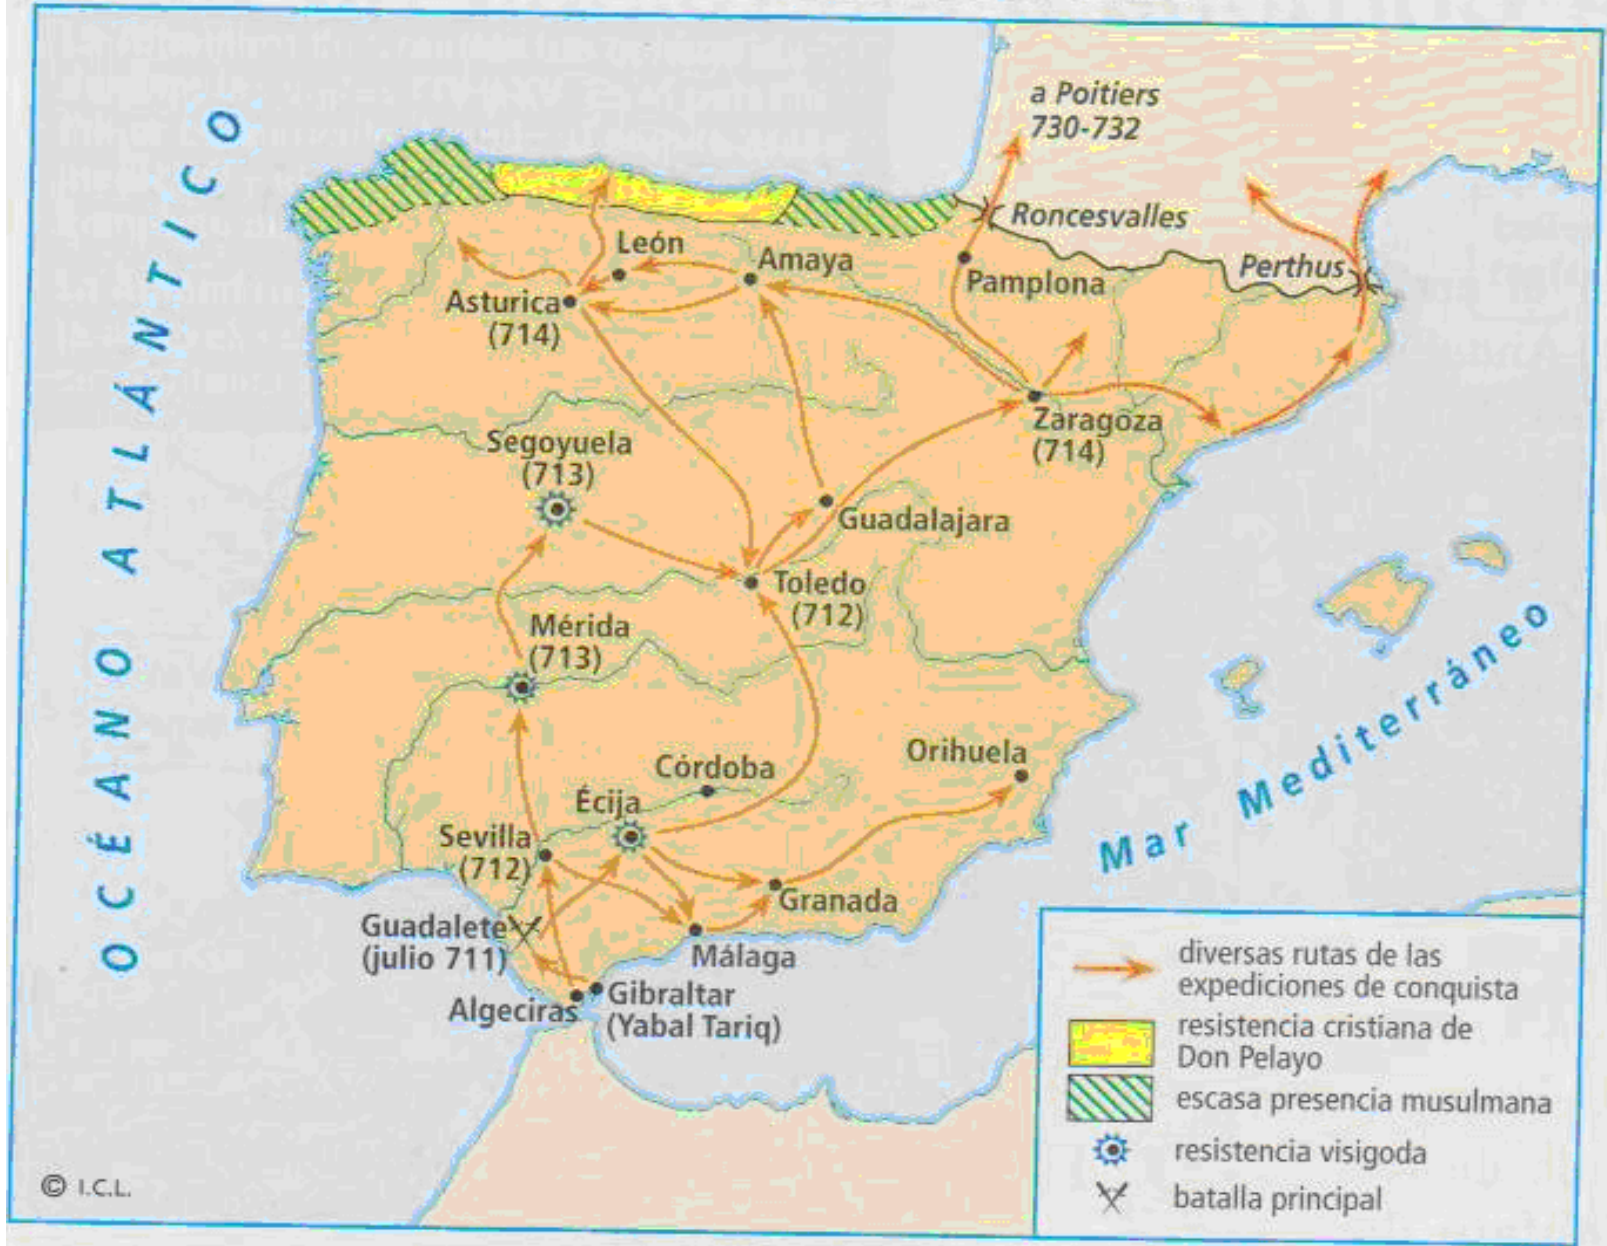 a Poitiers
730-732
Roncesvalles
Perthus
Pamplona
León
Amaya
Asturica
(714)
Zaragoza
(714)
Segoyuela
(713)
Guadalajara
Toledo
(712)
Mérida
(713)
Orihuela
Córdoba
Écija
Sevilla
(712)
Granada
Guadalete
(julio 711)
Málaga
Algeciras
Gibraltar
(Yabal Tariq)
OCÉANO ATLÁNTICO
Mar Mediterráneo
diversas rutas de las
expediciones de conquista
resistencia cristiana de
Don Pelayo
escasa presencia musulmana
resistencia visigoda
batalla principal
© I.C.L.